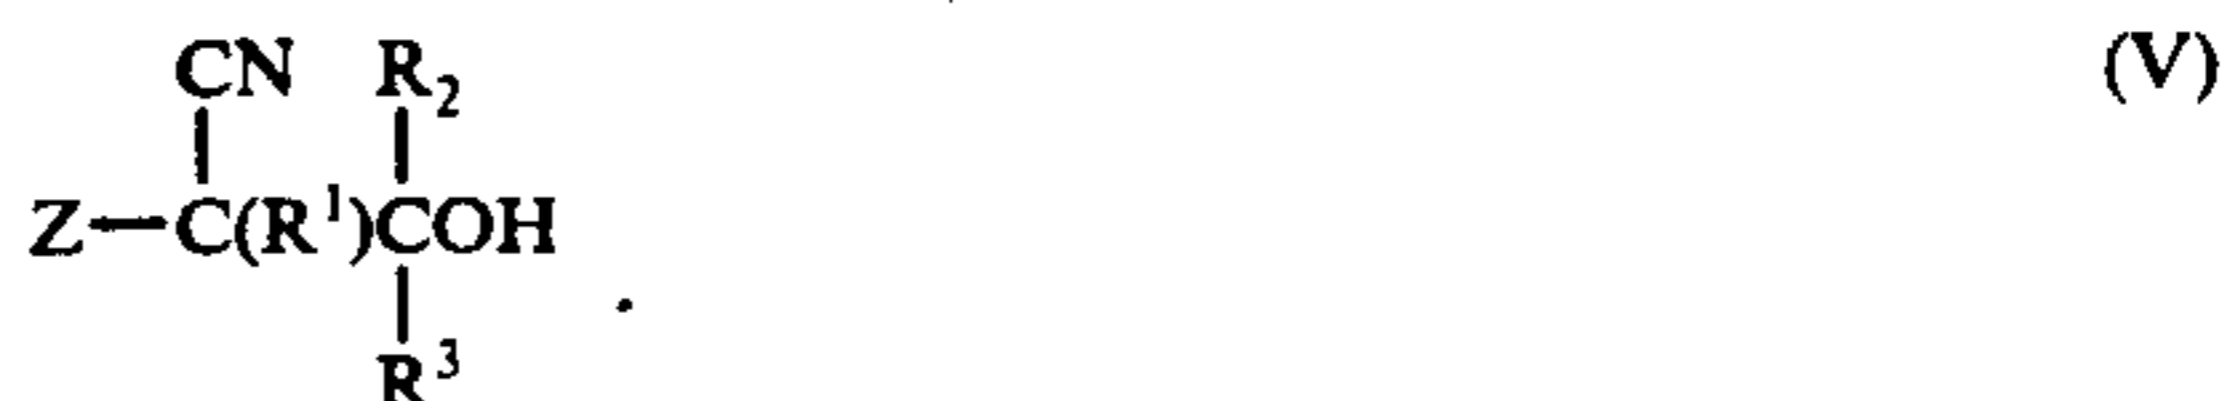 CN R₂ (V)
Z—C(R¹)COH
.
R³